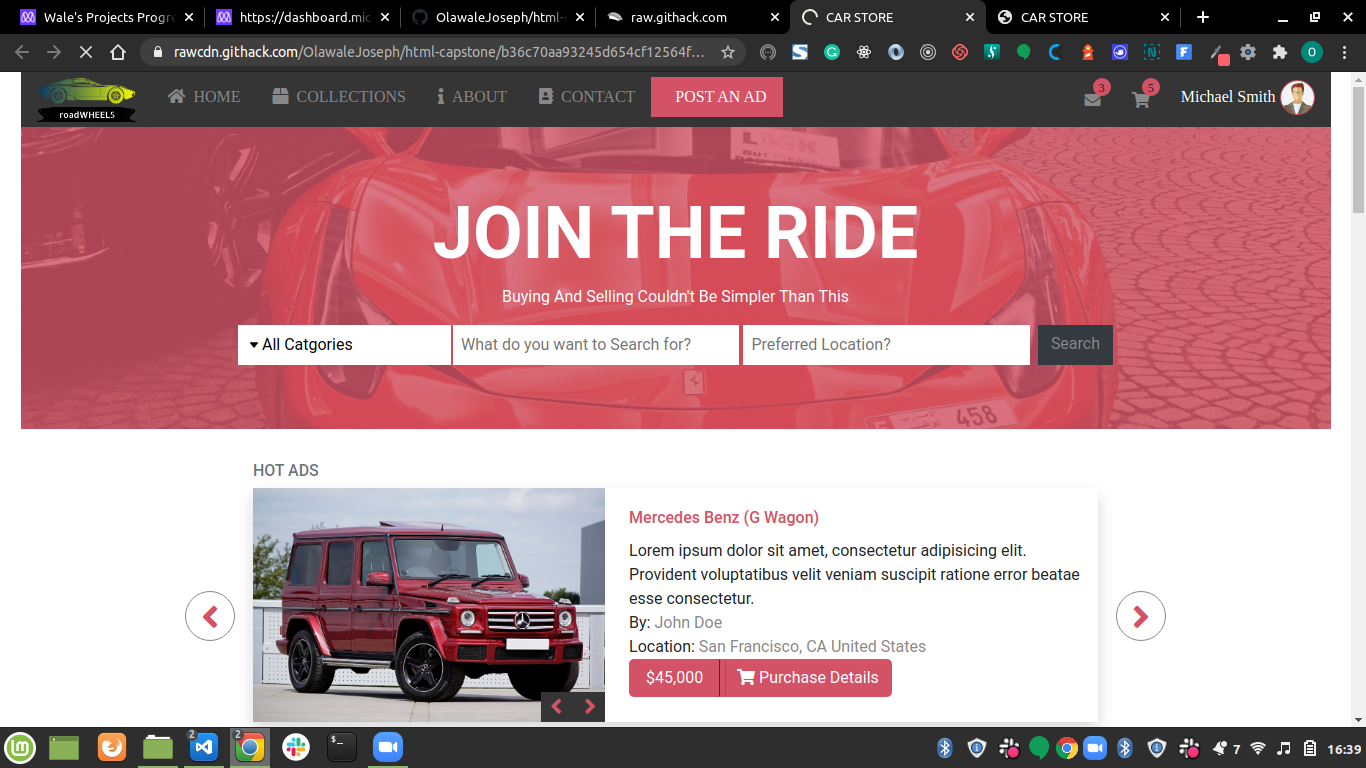 Wale's Projects Progre
https://dashboard.mic
OlawaleJoseph/html-
raw.githack.com
CAR STORE
CAR STORE
rawcdn.githack.com/OlawaleJoseph/html-capstone/b36c70aa93245d654cf12564f...
O
roadWHEELS
HOME
COLLECTIONS
ABOUT
CONTACT
POST AN AD
3
5
Michael Smith
JOIN THE RIDE
Buying And Selling Couldn't Be Simpler Than This
All Catgories
What do you want to Search for?
Preferred Location?
Search
458
HOT ADS
Mercedes Benz (G Wagon)
Lorem ipsum dolor sit amet, consectetur adipisicing elit.
Provident voluptatibus velit veniam suscipit ratione error beatae
esse consectetur.
By: John Doe
Location: San Francisco, CA United States
$45,000
Purchase Details
2
2
7
16:39